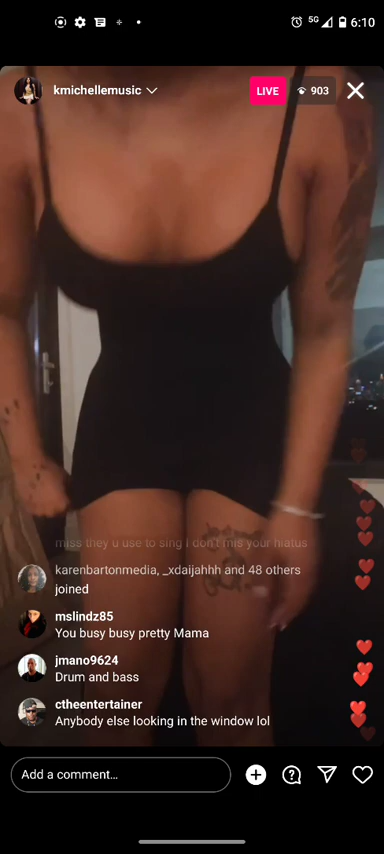 5G 6:10
kmichellemusic LIVE 903
miss they u use to sing I don't mis your hiatus
karenbartonmedia, _xdaijahhh and 48 others
joined
mslindz85
You busy busy pretty Mama
jmano9624
Drum and bass
ctheentertainer
Anybody else looking in the window lol
Add a comment...